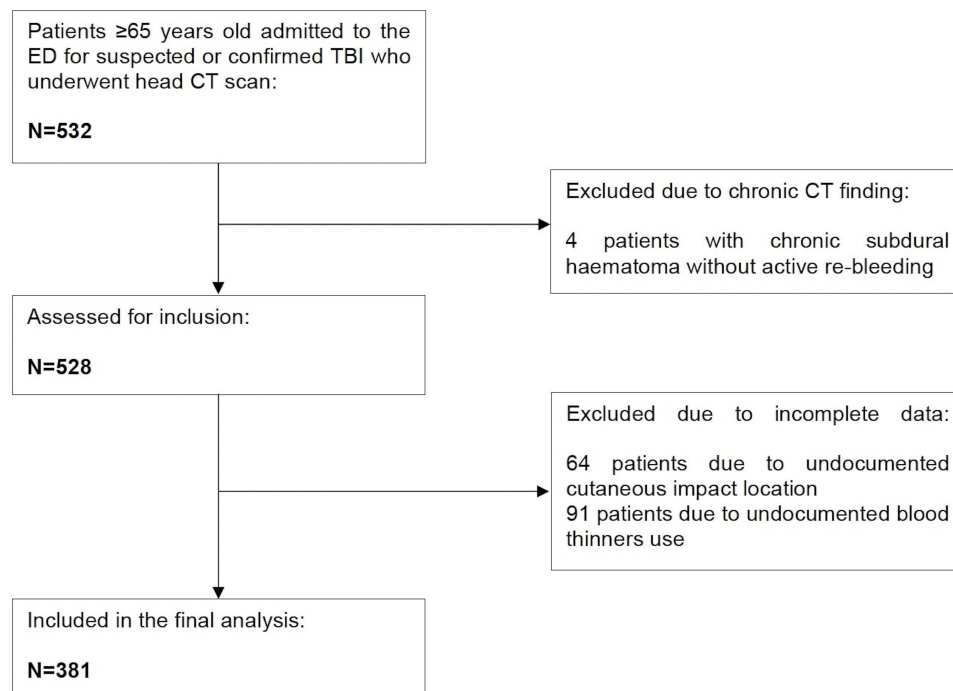 Patients ≥65 years old admitted to the
ED for suspected or confirmed TBI who
underwent head CT scan:
N=532
Excluded due to chronic CT finding:
4 patients with chronic subdural
haematoma without active re-bleeding
Assessed for inclusion:
N=528
Excluded due to incomplete data:
64 patients due to undocumented
cutaneous impact location
91 patients due to undocumented blood
thinners use
Included in the final analysis:
N=381